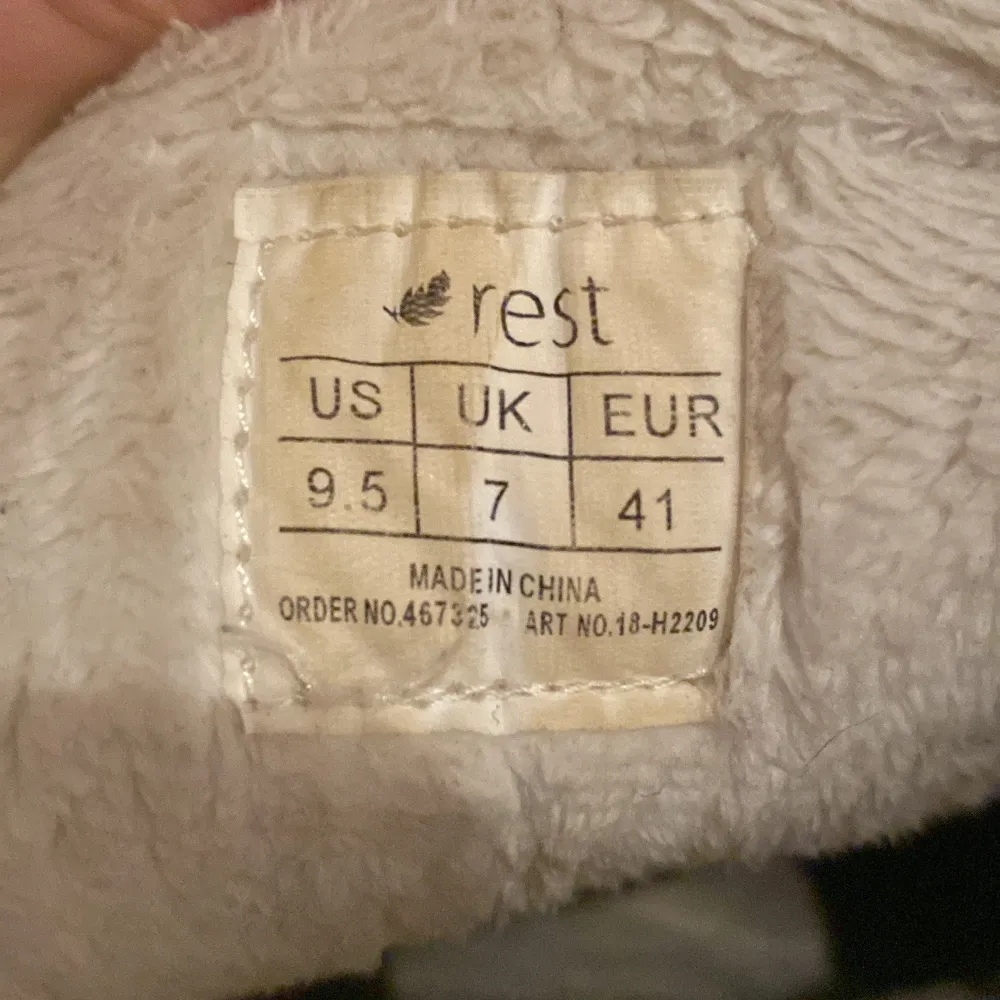 rest
US UK EUR
9.5 7 41
MADE IN CHINA
ORDER NO.467325 ART NO.18-H2209